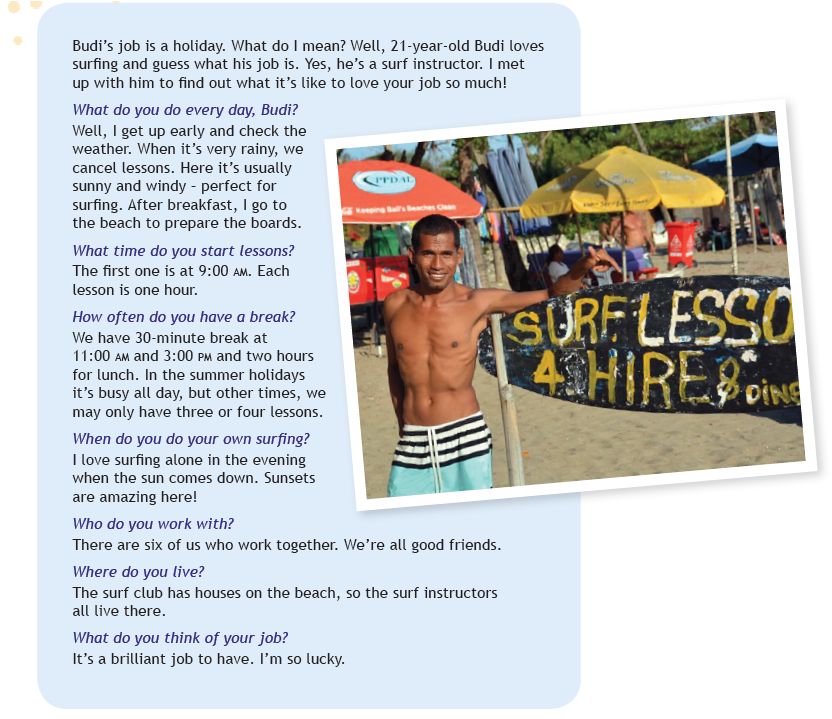 Budi's job is a holiday. What do I mean? Well, 21-year-old Budi loves
surfing and guess what his job is. Yes, he's a surf instructor. I met
up with him to find out what it's like to love your job so much!
What do you do every day, Budi?
Well, I get up early and check the
weather. When it's very rainy, we
cancel lessons. Here it's usually
sunny and windy – perfect for
surfing. After breakfast, I go to
the beach to prepare the boards.
What time do you start lessons?
The first one is at 9:00 AM. Each
lesson is one hour.
How often do you have a break?
We have 30-minute break at
11:00 AM and 3:00 PM and two hours
for lunch. In the summer holidays
it's busy all day, but other times, we
may only have three or four lessons.
When do you do your own surfing?
I love surfing alone in the evening
when the sun comes down. Sunsets
are amazing here!
Who do you work with?
There are six of us who work together. We're all good friends.
Where do you live?
The surf club has houses on the beach, so the surf instructors
all live there.
What do you think of your job?
It's a brilliant job to have. I'm so lucky.
Keeping Bali's Beaches Clean
SURF LESSO
4 HIRE &